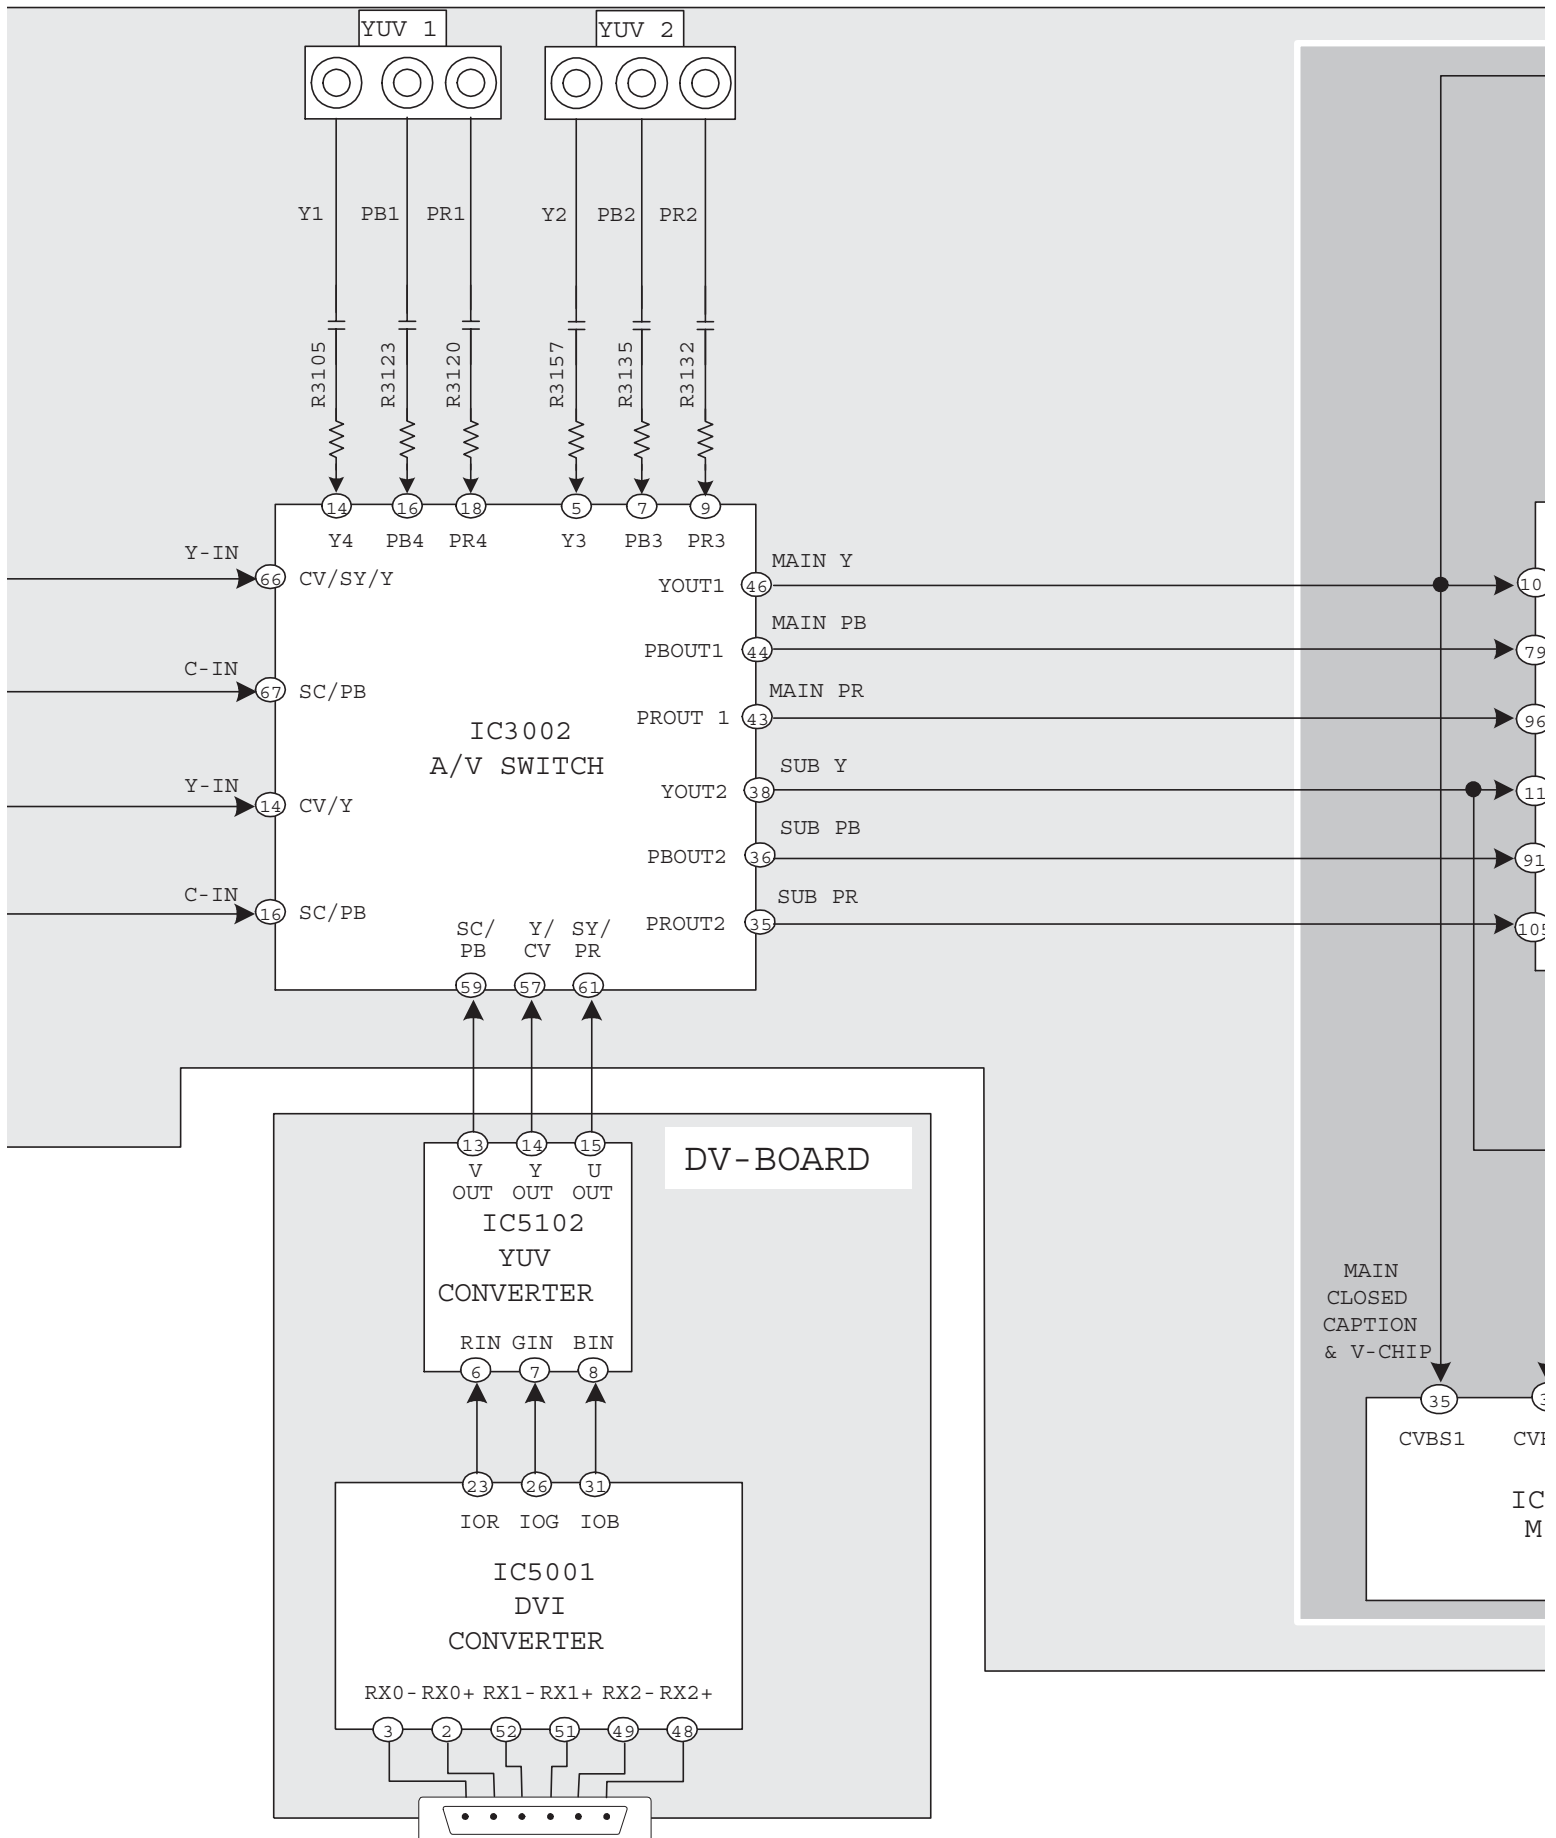 YUV 1
YUV 2
Y1 PB1 PR1 Y2 PB2 PR2
R3105 R3123 R3120 R3157 R3135 R3132
14 16 18 5 7 9
Y4 PB4 PR4 Y3 PB3 PR3
Y-IN 66 CV/SY/Y
C-IN 67 SC/PB
Y-IN 14 CV/Y
C-IN 16 SC/PB
IC3002
A/V SWITCH
YOUT1 46 MAIN Y
PBOUT1 44 MAIN PB
PROUT 1 43 MAIN PR
YOUT2 38 SUB Y
PBOUT2 36 SUB PB
PROUT2 35 SUB PR
10
79
96
11
91
105
SC/ Y/ SY/
PB CV PR
59 57 61
DV-BOARD
13 14 15
V Y U
OUT OUT OUT
IC5102
YUV
CONVERTER
RIN GIN BIN
6 7 8
23 26 31
IOR IOG IOB
IC5001
DVI
CONVERTER
RX0- RX0+ RX1- RX1+ RX2- RX2+
3 2 52 51 49 48
MAIN
CLOSED
CAPTION
& V-CHIP
35 3
CVBS1
IC
M